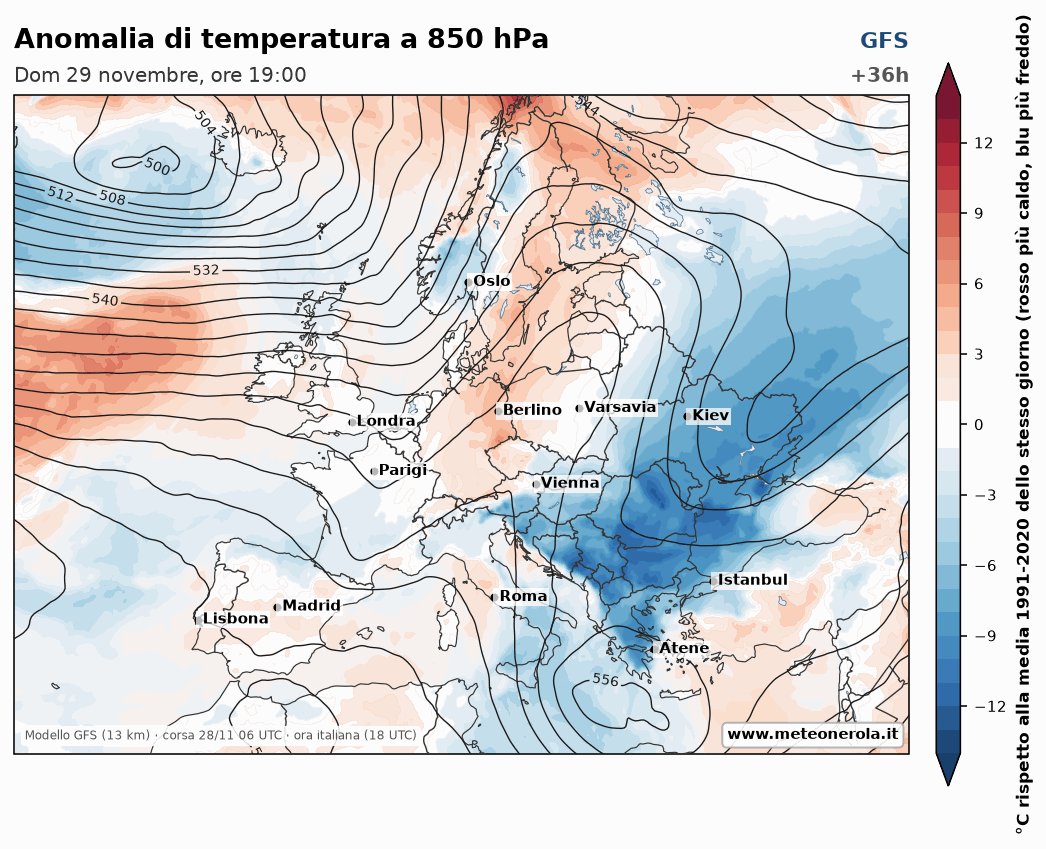 Anomalia di temperatura a 850 hPa
GFS
Dom 29 novembre, ore 19:00
+36h
504
544
500
512
508
532
540
Oslo
Londra
Berlino
Varsavia
Kiev
Parigi
Vienna
Istanbul
Roma
Madrid
Lisbona
Atene
556
Modello GFS (13 km) · corsa 28/11 06 UTC · ora italiana (18 UTC)
www.meteonerola.it
12
9
6
3
0
−3
−6
−9
−12
°C rispetto alla media 1991-2020 dello stesso giorno (rosso più caldo, blu più freddo)